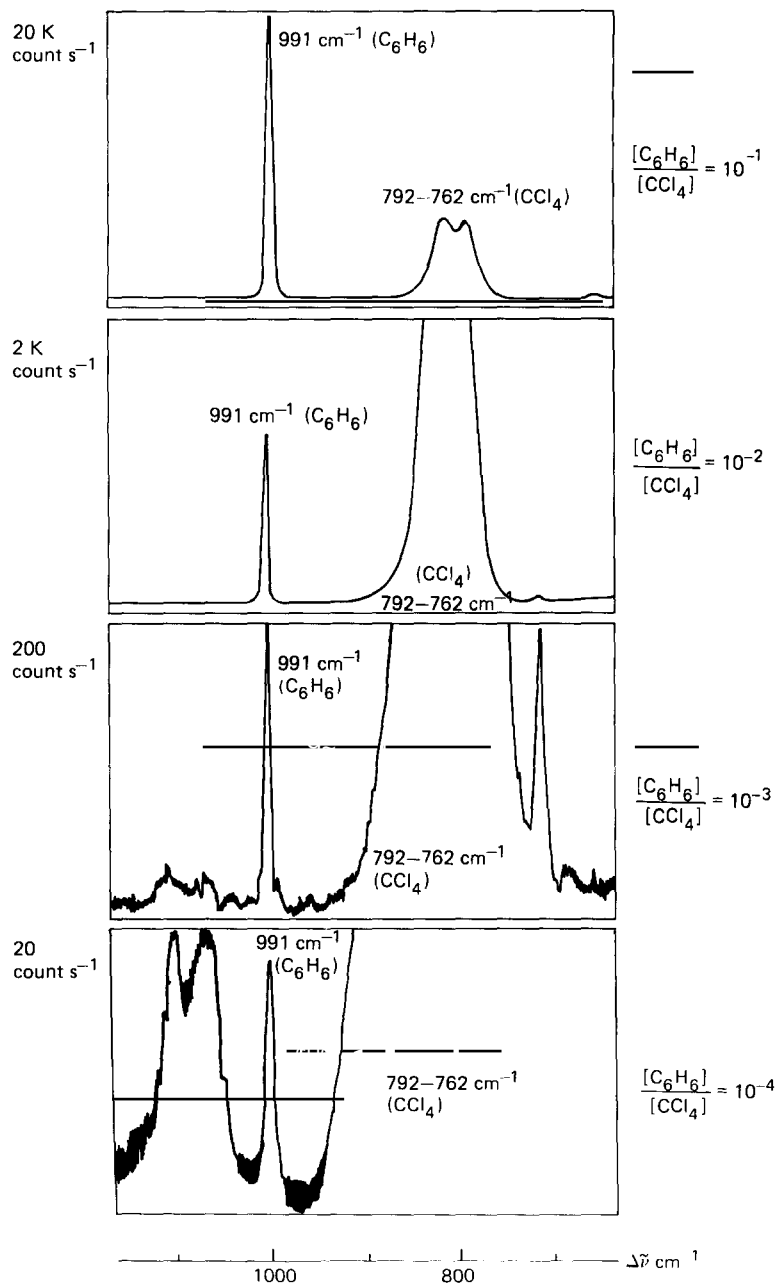 20 K
count s⁻¹
991 cm⁻¹ (C₆H₆)
792–762 cm⁻¹(CCl₄)
[C₆H₆]
[CCl₄]
= 10⁻¹
2 K
count s⁻¹
991 cm⁻¹ (C₆H₆)
(CCl₄)
792–762 cm⁻¹
[C₆H₆]
[CCl₄]
= 10⁻²
200
count s⁻¹
991 cm⁻¹
(C₆H₆)
792–762 cm⁻¹
(CCl₄)
[C₆H₆]
[CCl₄]
= 10⁻³
20
count s⁻¹
991 cm⁻¹
(C₆H₆)
792–762 cm⁻¹
(CCl₄)
[C₆H₆]
[CCl₄]
= 10⁻⁴
1000 800 Δν̃ cm⁻¹